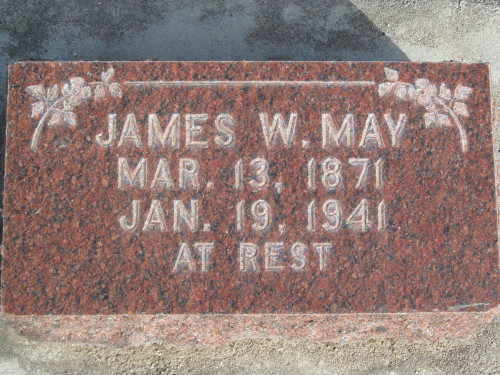 JAMES W. MAY
MAR. 13, 1871
JAN. 19, 1941
AT REST